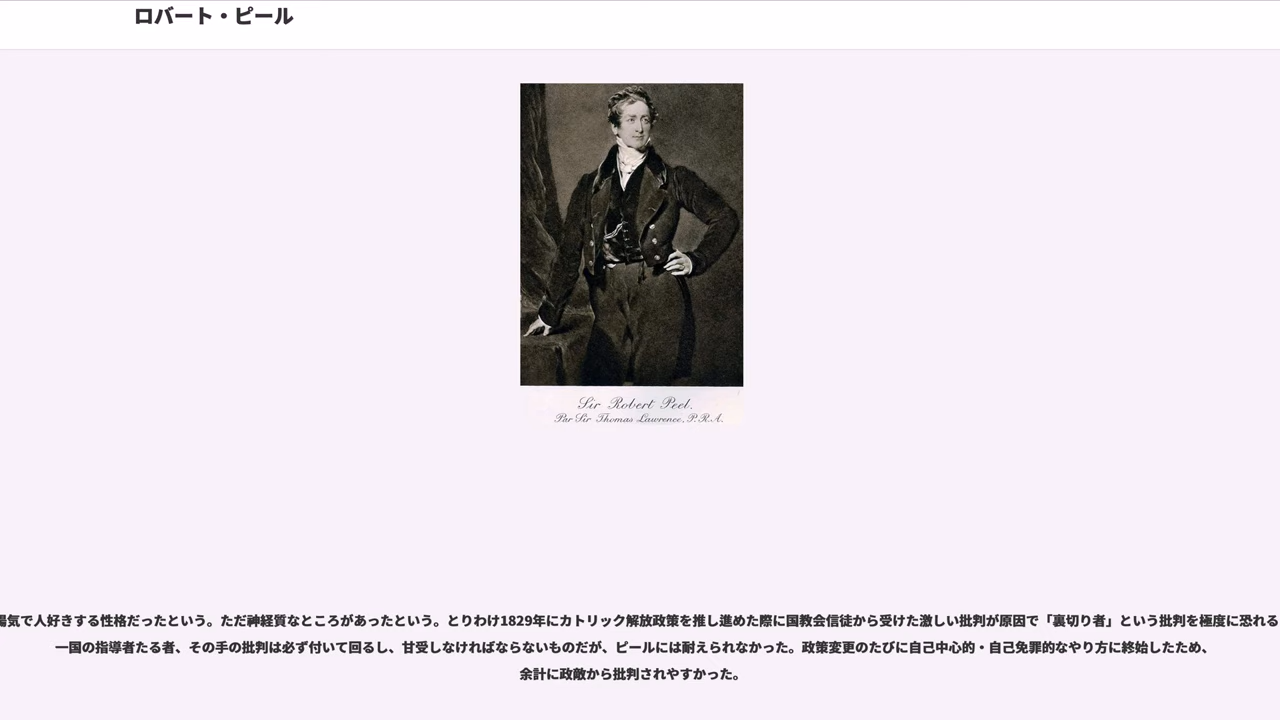 ロバート・ピール
Sir Robert Peel.
Par Sir Thomas Lawrence, P.R.A.
陽気で人好きする性格だったという。ただ神経質なところがあったという。とりわけ1829年にカトリック解放政策を推し進めた際に国教会信徒から受けた激しい批判が原因で「裏切り者」という批判を極度に恐れる
一国の指導者たる者、その手の批判は必ず付いて回るし、甘受しなければならないものだが、ピールには耐えられなかった。政策変更のたびに自己中心的・自己免罪的なやり方に終始したため、
余計に政敵から批判されやすかった。